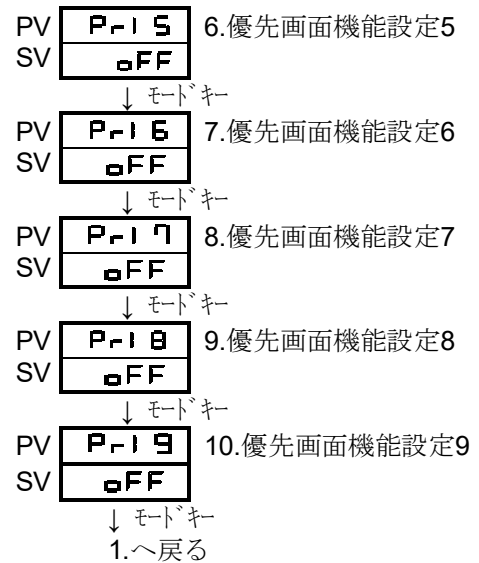 PV PrI 5 6.優先画面機能設定5
SV oFF
↓ ﾓｰﾄﾞｷｰ
PV PrI 6 7.優先画面機能設定6
SV oFF
↓ ﾓｰﾄﾞｷｰ
PV PrI 7 8.優先画面機能設定7
SV oFF
↓ ﾓｰﾄﾞｷｰ
PV PrI 8 9.優先画面機能設定8
SV oFF
↓ ﾓｰﾄﾞｷｰ
PV PrI 9 10.優先画面機能設定9
SV oFF
↓ ﾓｰﾄﾞｷｰ
1.へ戻る